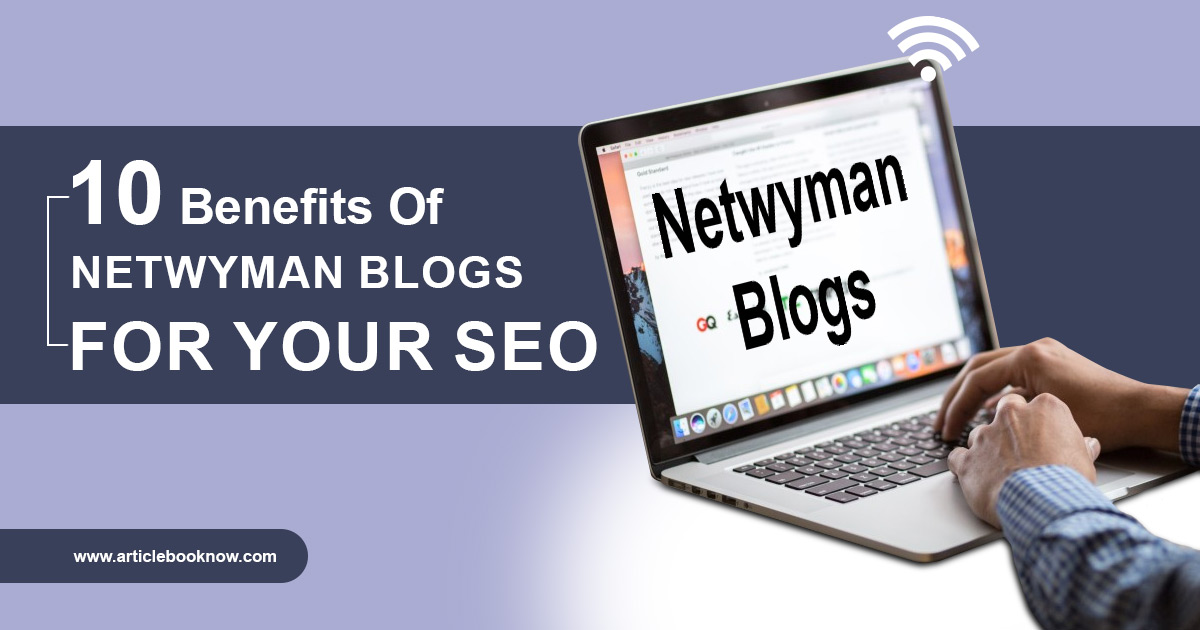 10 Benefits Of
NETWYMAN BLOGS
FOR YOUR SEO
Netwyman
Blogs
GQ
www.articlebooknow.com